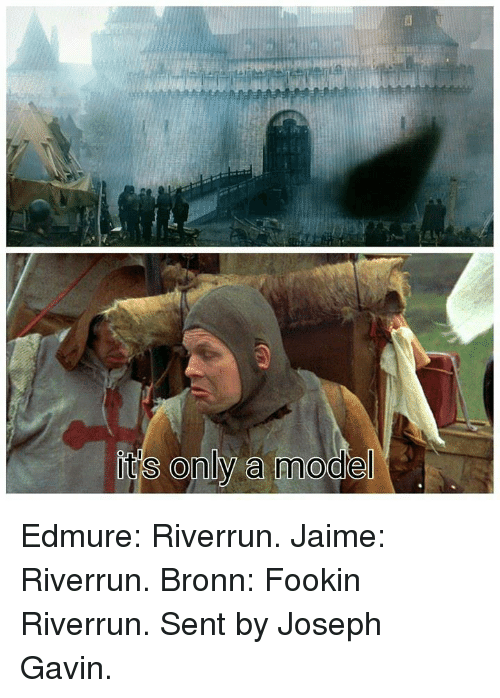 it's only a model
Edmure: Riverrun. Jaime:
Riverrun. Bronn: Fookin
Riverrun. Sent by Joseph
Gavin.